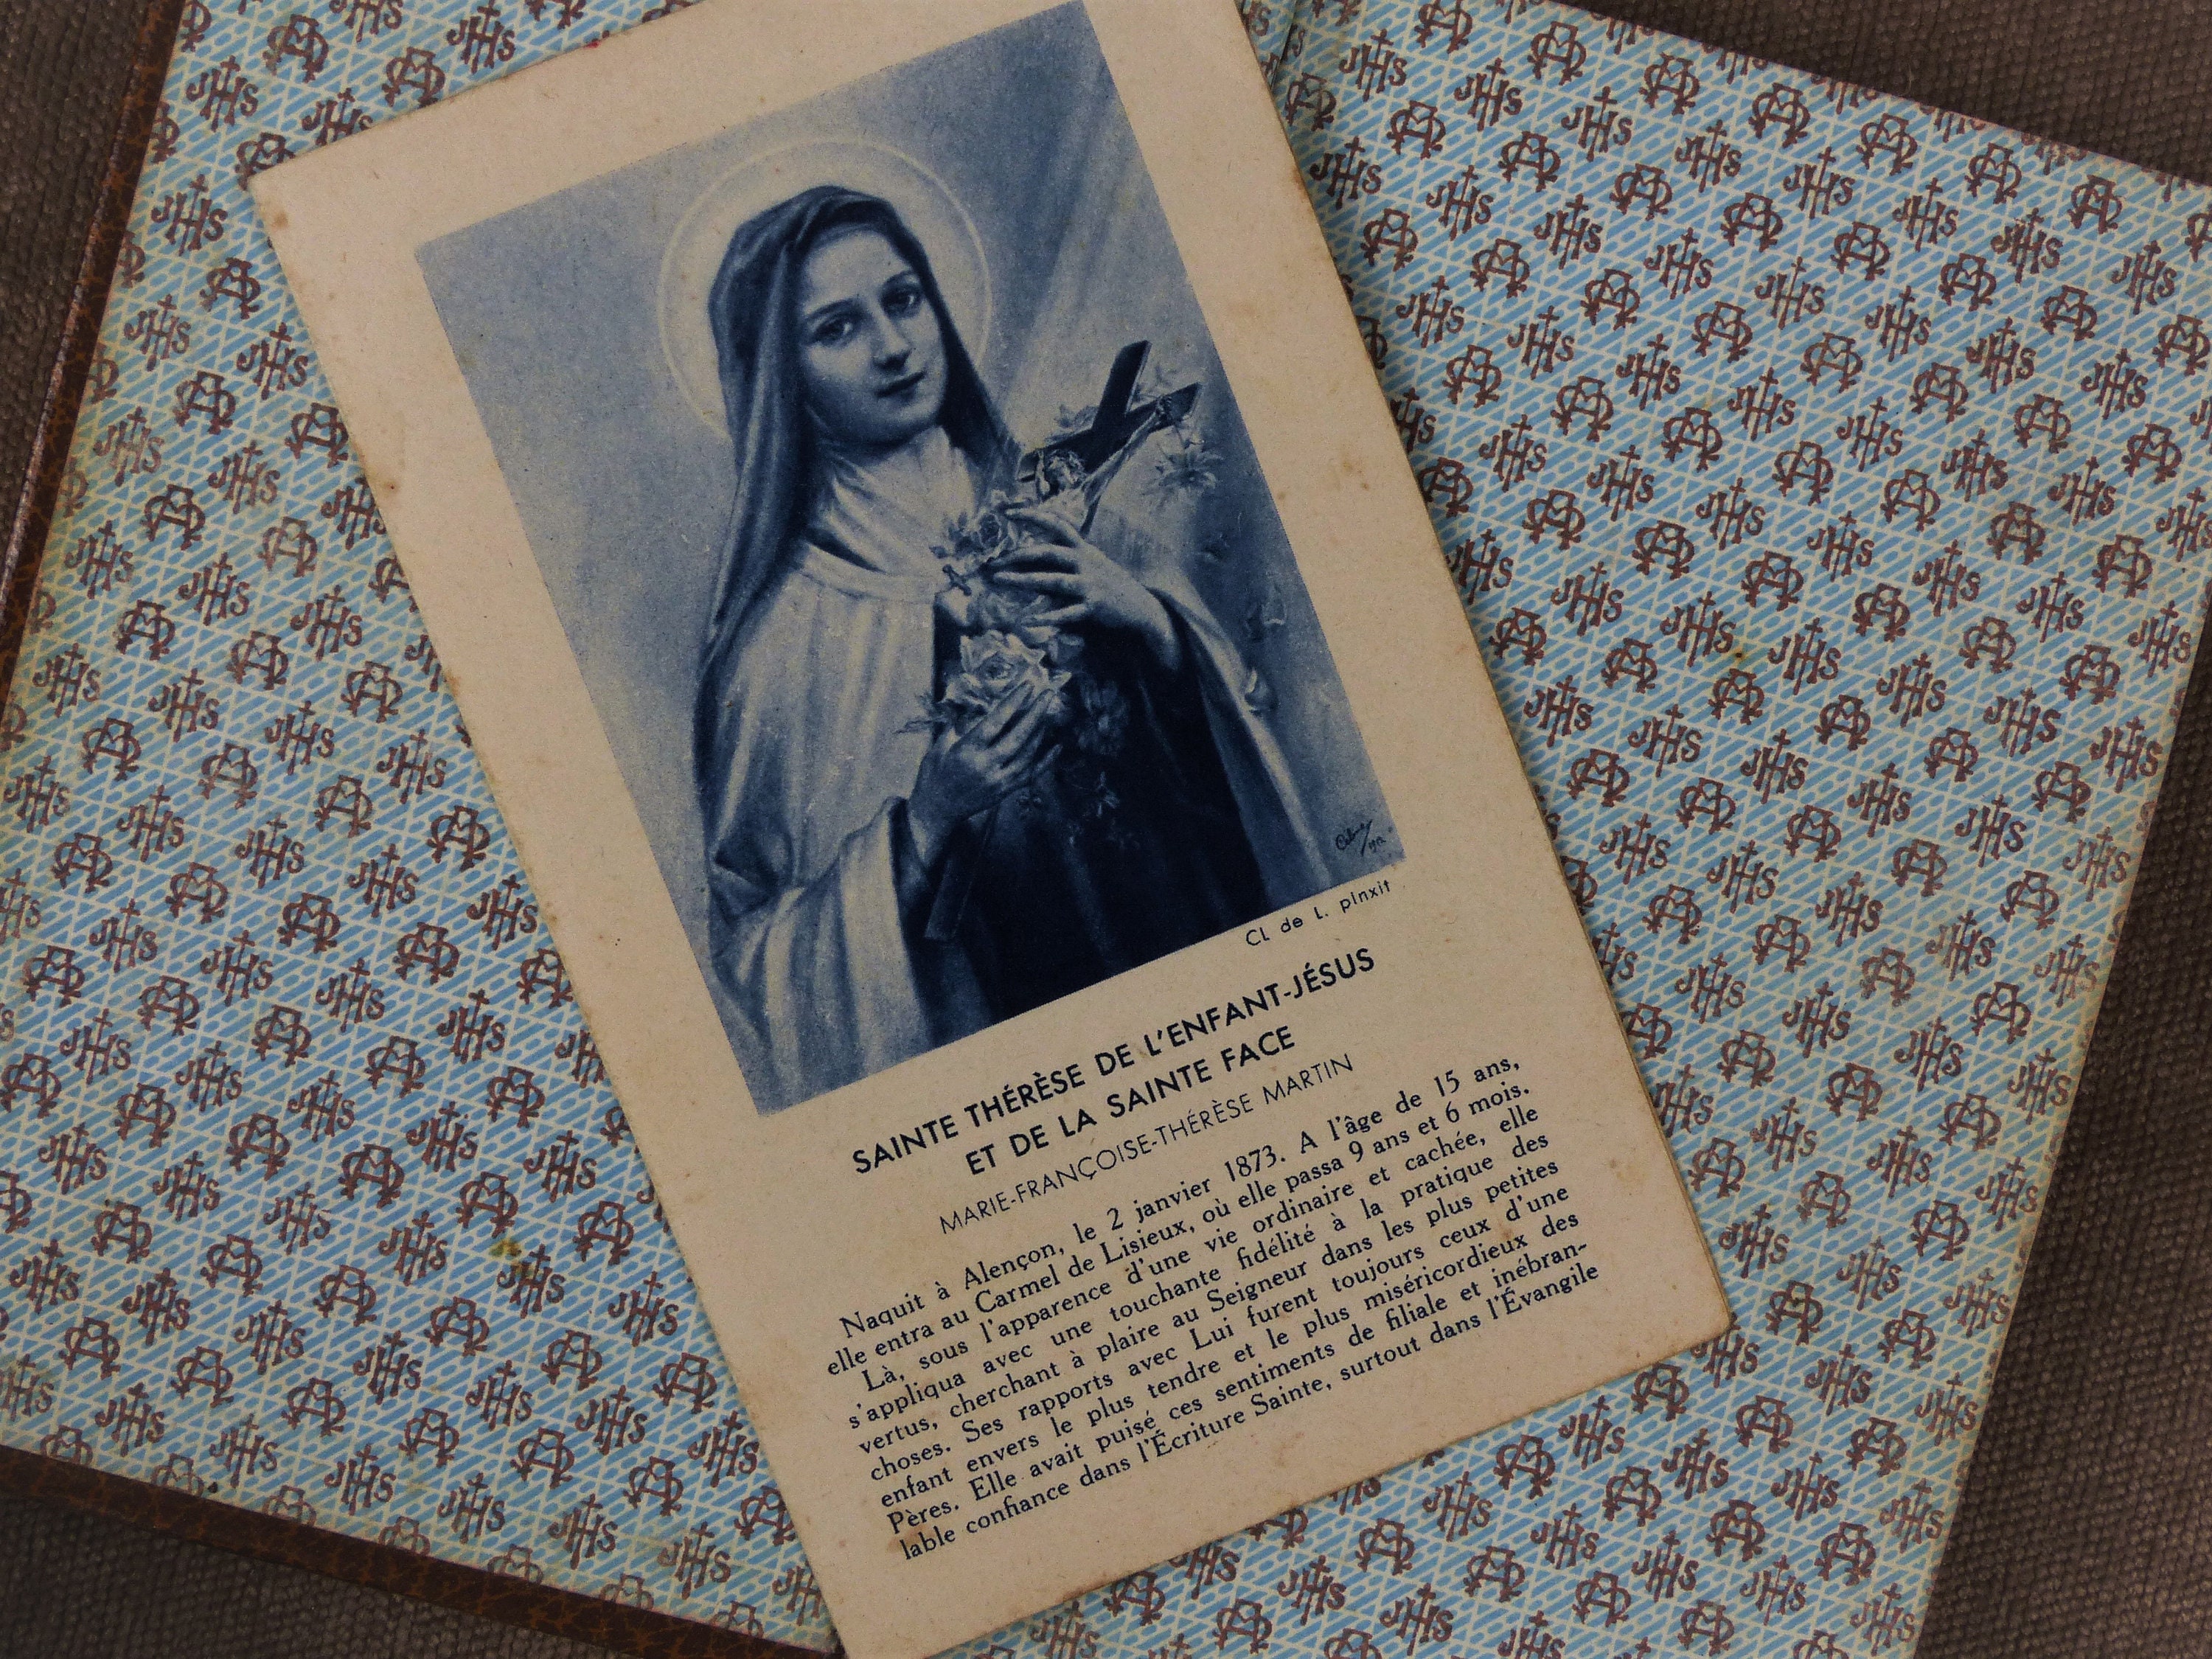 Cl. de L. pinxit
SAINTE THÉRÈSE DE L'ENFANT-JÉSUS
ET DE LA SAINTE FACE
MARIE-FRANÇOISE-THÉRÈSE MARTIN
Naquit à Alençon, le 2 janvier 1873. A l'âge de 15 ans,
elle entra au Carmel de Lisieux, où elle passa 9 ans et 6 mois.
Là, sous l'apparence d'une vie ordinaire et cachée, elle
s'appliqua avec une touchante fidélité à la pratique des
vertus, cherchant à plaire au Seigneur dans les plus petites
choses. Ses rapports avec Lui furent toujours ceux d'une
enfant envers le plus tendre et le plus miséricordieux des
Pères. Elle avait puisé ces sentiments de filiale et inébran-
lable confiance dans l'Écriture Sainte, surtout dans l'Évangile